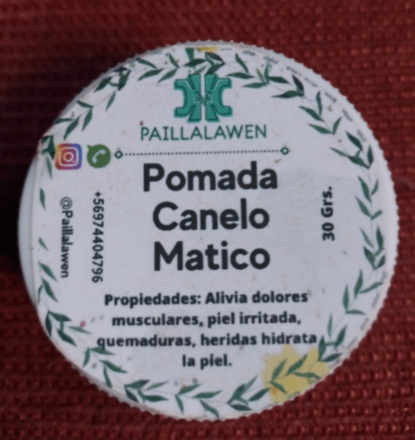 PAILLALAWEN
Pomada
Canelo
Matico
30 Grs.
+56974404796
@Paillalawen
Propiedades: Alivia dolores
musculares, piel irritada,
quemaduras, heridas hidrata
la piel.